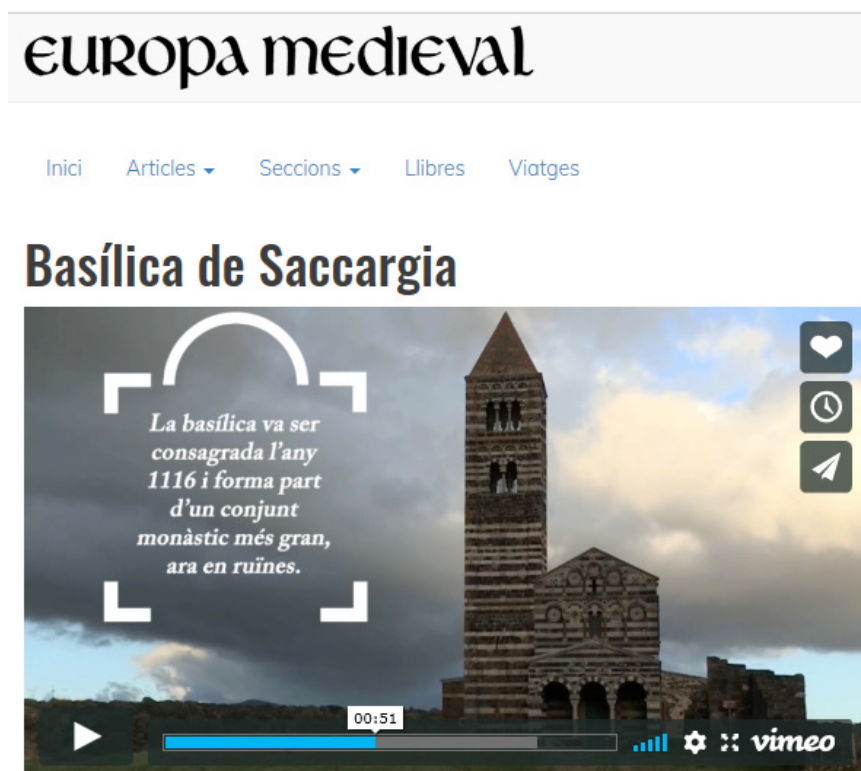 EUROPA MEDIEVAL
Inici Articles Seccions Llibres Viatges
Basílica de Saccargia
La basílica va ser
consagrada l'any
1116 i forma part
d'un conjunt
monàstic més gran,
ara en ruïnes.
00:51
vimeo